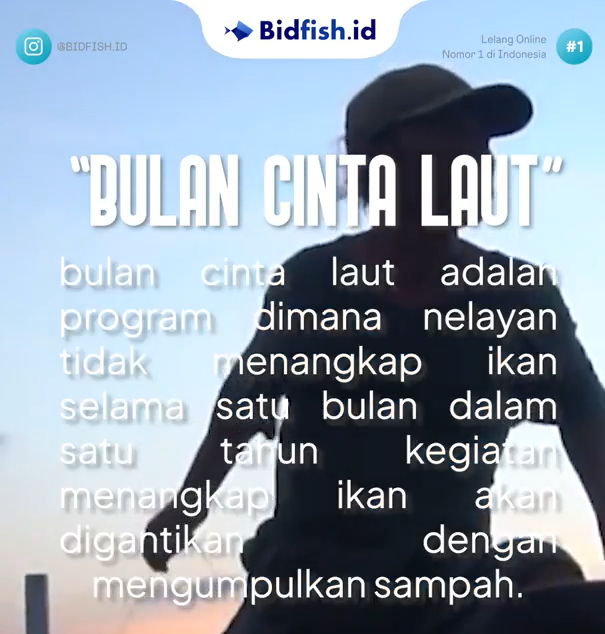 Bidfish.id
@BIDFISH.ID
Lelang Online
Nomor 1 di Indonesia
#1
"BULAN CINTA LAUT"
bulan cinta laut adalah
program dimana nelayan
tidak menangkap ikan
selama satu bulan dalam
satu tahun kegiatan
menangkap ikan akan
digantikan dengan
mengumpulkan sampah.